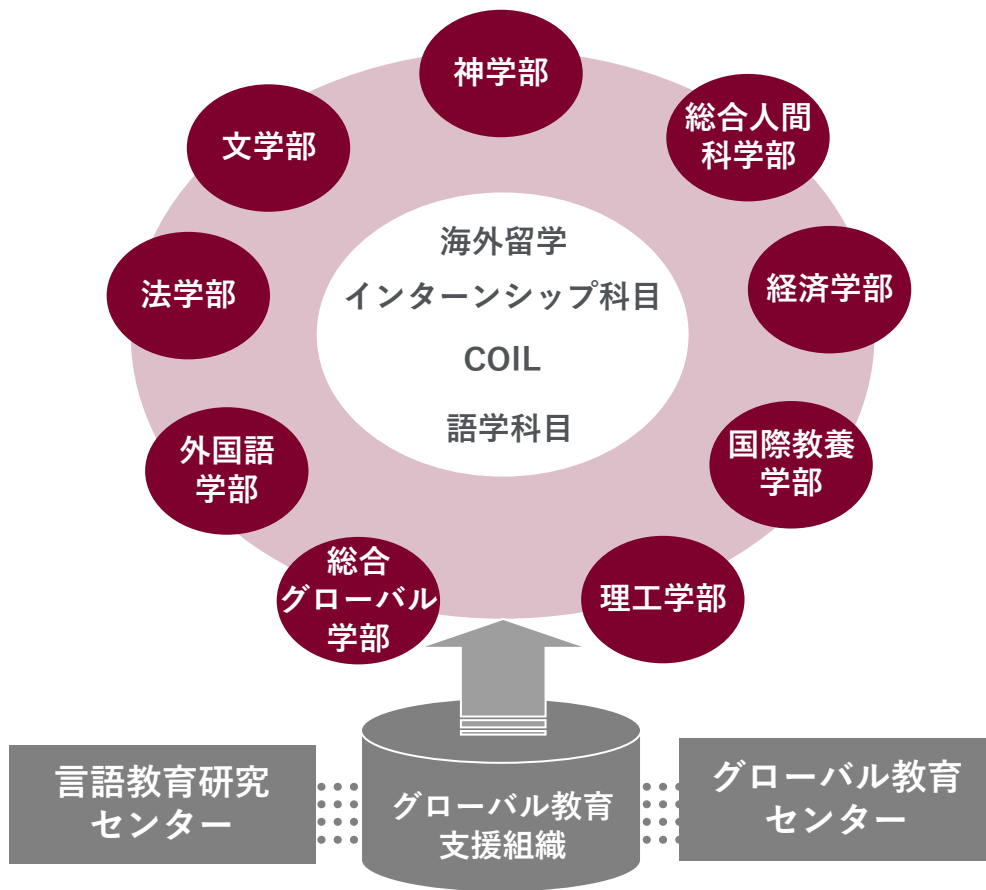 神学部
文学部
総合人間
科学部
法学部
経済学部
外国語
学部
国際教養
学部
総合
グローバル
学部
理工学部
海外留学
インターンシップ科目
COIL
語学科目
言語教育研究
センター
グローバル教育
支援組織
グローバル教育
センター